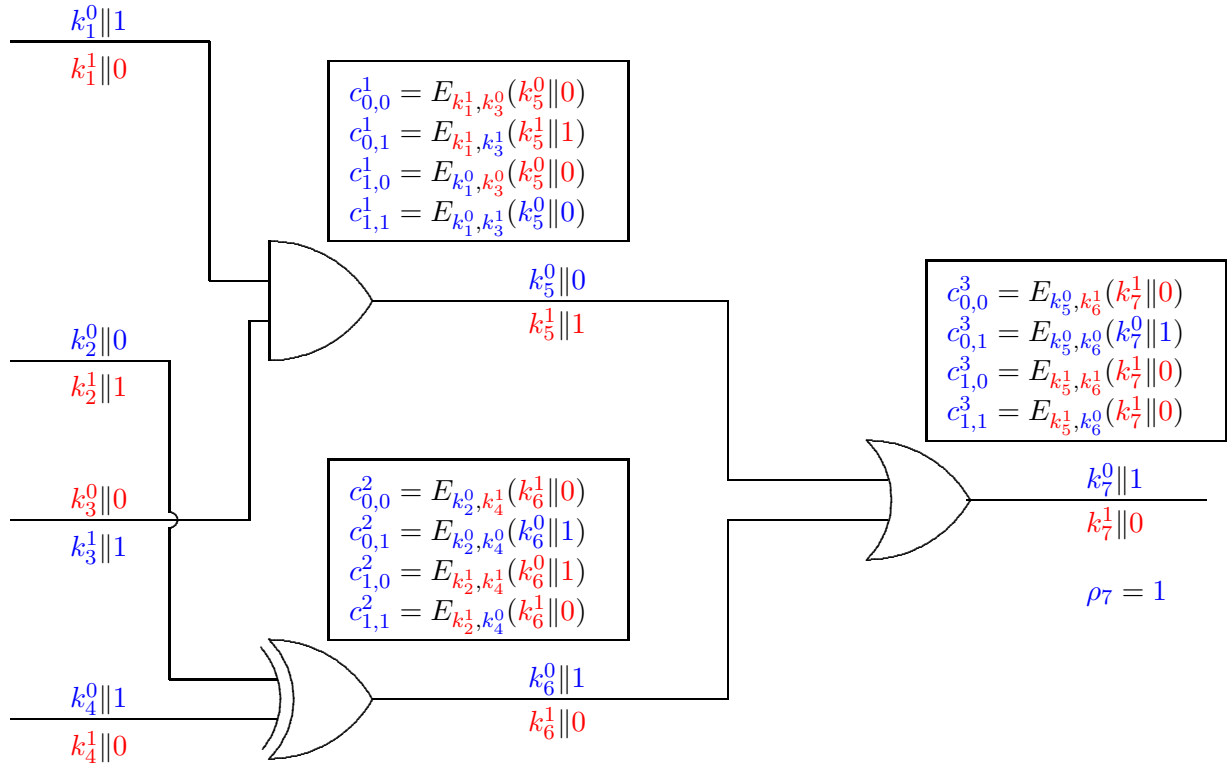 k_1^0∥1
k_1^1∥0
c_{0,0}^1 = E_{k_1^1,k_3^0}(k_5^0∥0)
c_{0,1}^1 = E_{k_1^1,k_3^1}(k_5^1∥1)
c_{1,0}^1 = E_{k_1^0,k_3^0}(k_5^0∥0)
c_{1,1}^1 = E_{k_1^0,k_3^1}(k_5^0∥0)
k_5^0∥0
k_5^1∥1
k_2^0∥0
k_2^1∥1
c_{0,0}^3 = E_{k_5^0,k_6^1}(k_7^1∥0)
c_{0,1}^3 = E_{k_5^0,k_6^0}(k_7^0∥1)
c_{1,0}^3 = E_{k_5^1,k_6^1}(k_7^1∥0)
c_{1,1}^3 = E_{k_5^1,k_6^0}(k_7^1∥0)
k_3^0∥0
k_3^1∥1
c_{0,0}^2 = E_{k_2^0,k_4^1}(k_6^1∥0)
c_{0,1}^2 = E_{k_2^0,k_4^0}(k_6^0∥1)
c_{1,0}^2 = E_{k_2^1,k_4^1}(k_6^0∥1)
c_{1,1}^2 = E_{k_2^1,k_4^0}(k_6^1∥0)
k_7^0∥1
k_7^1∥0
ρ_7 = 1
k_4^0∥1
k_4^1∥0
k_6^0∥1
k_6^1∥0